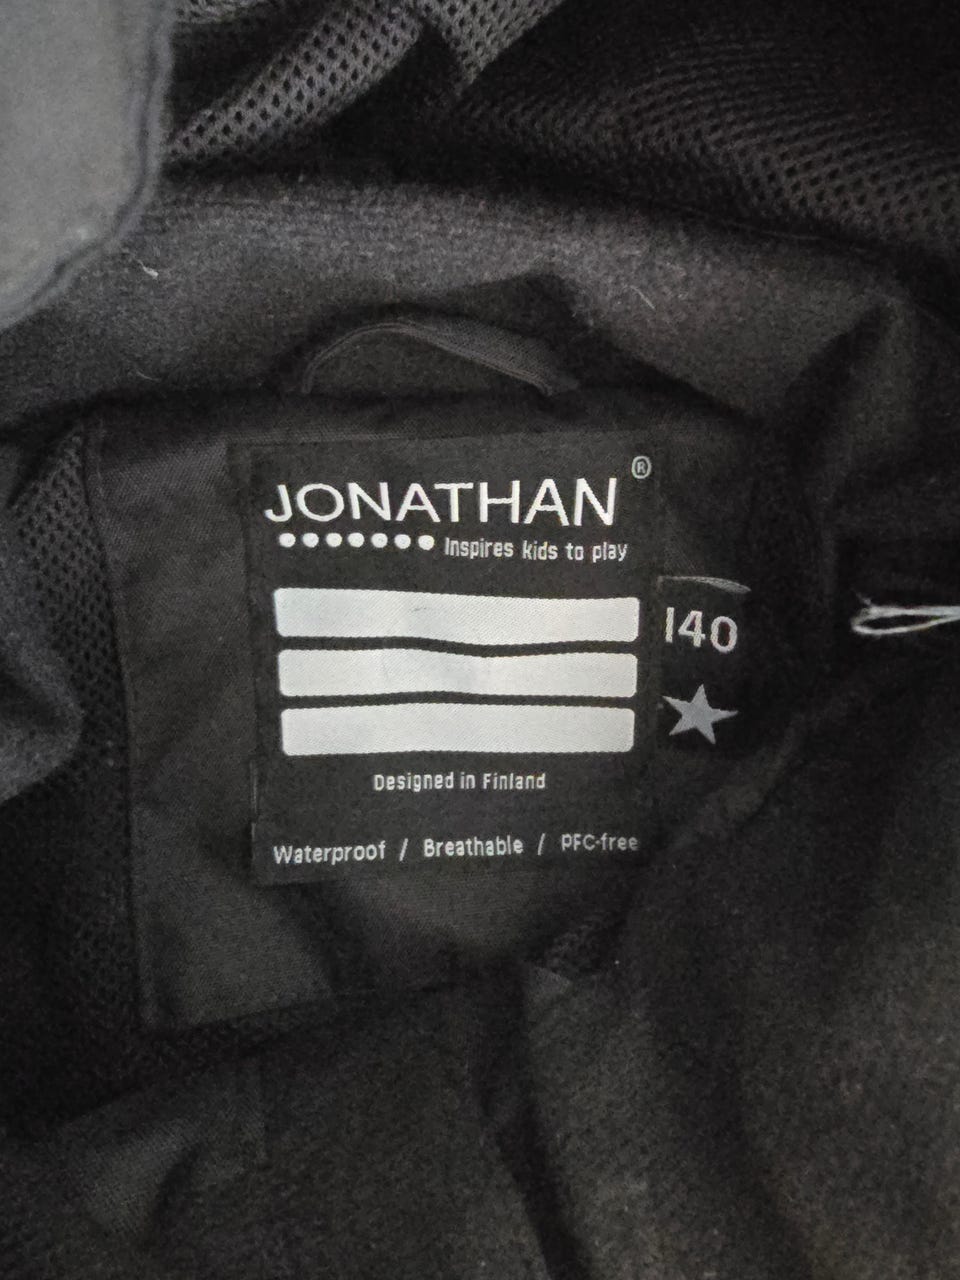 JONATHAN ®
Inspires kids to play
140
Designed in Finland
Waterproof / Breathable / PFC-free